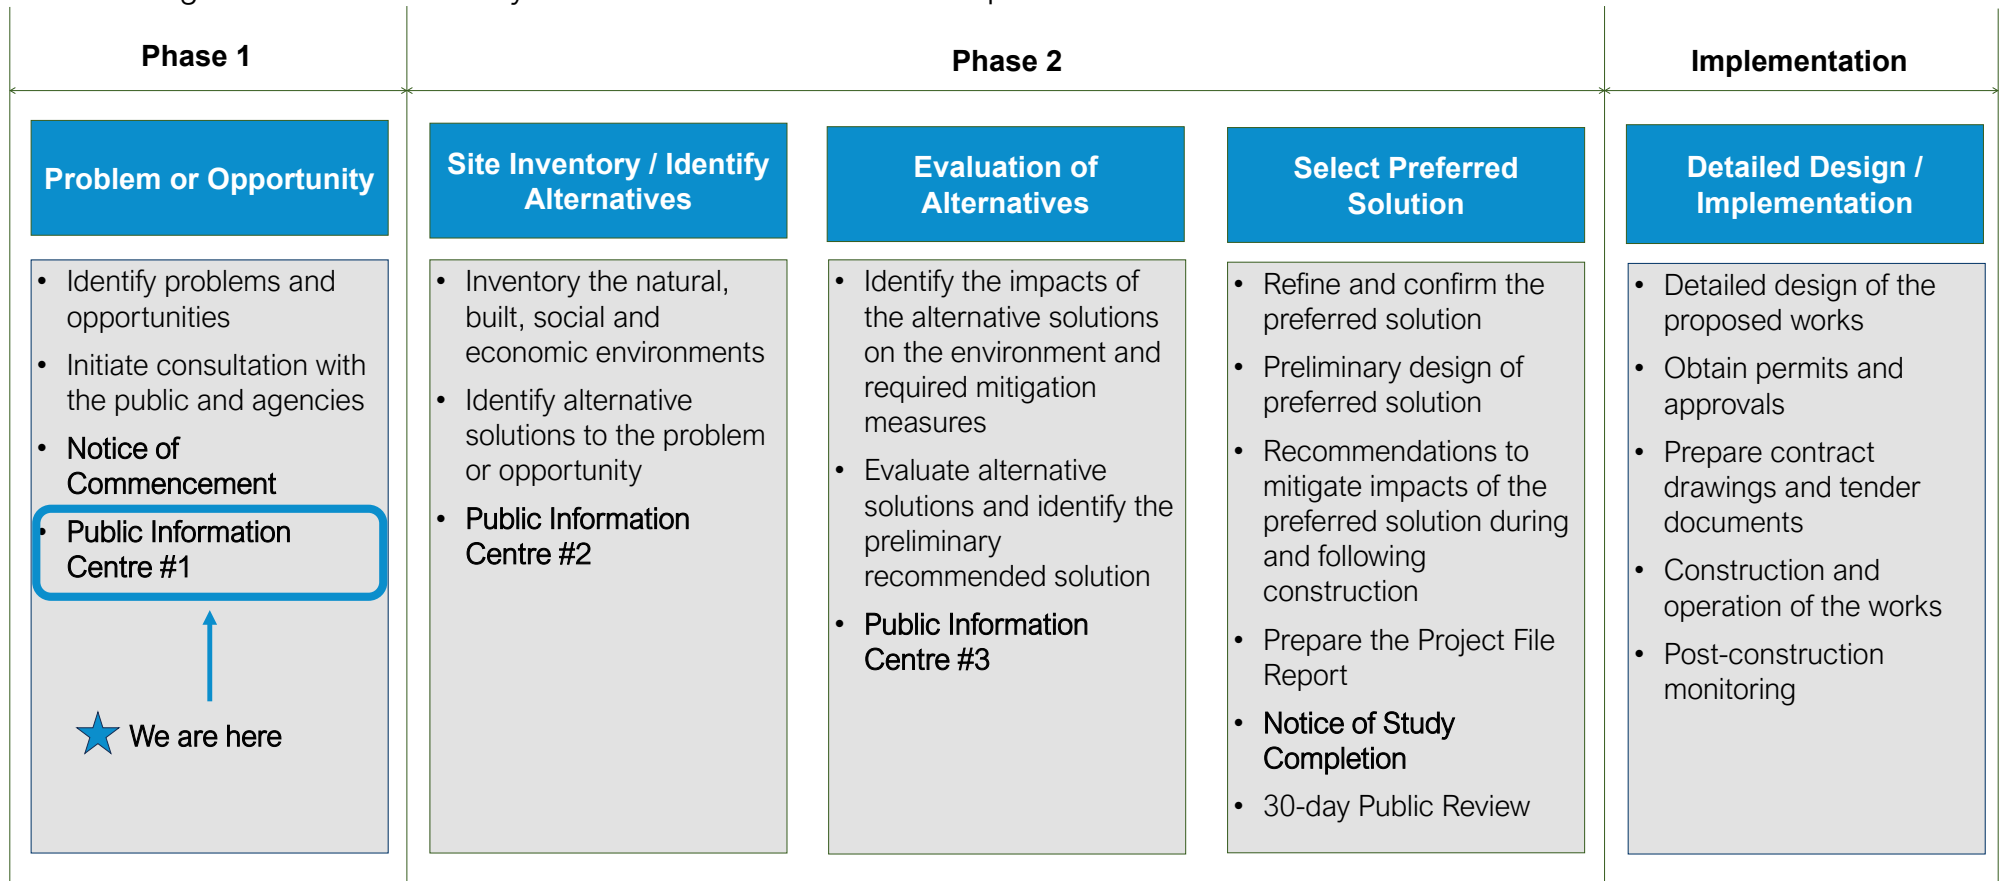 Phase 1
Phase 2
Implementation
Problem or Opportunity
• Identify problems and
opportunities
• Initiate consultation with
the public and agencies
• Notice of
Commencement
• Public Information
Centre #1
We are here
Site Inventory / Identify
Alternatives
• Inventory the natural,
built, social and
economic environments
• Identify alternative
solutions to the problem
or opportunity
• Public Information
Centre #2
Evaluation of
Alternatives
• Identify the impacts of
the alternative solutions
on the environment and
required mitigation
measures
• Evaluate alternative
solutions and identify the
preliminary
recommended solution
• Public Information
Centre #3
Select Preferred
Solution
• Refine and confirm the
preferred solution
• Preliminary design of
preferred solution
• Recommendations to
mitigate impacts of the
preferred solution during
and following
construction
• Prepare the Project File
Report
• Notice of Study
Completion
• 30-day Public Review
Detailed Design /
Implementation
• Detailed design of the
proposed works
• Obtain permits and
approvals
• Prepare contract
drawings and tender
documents
• Construction and
operation of the works
• Post-construction
monitoring